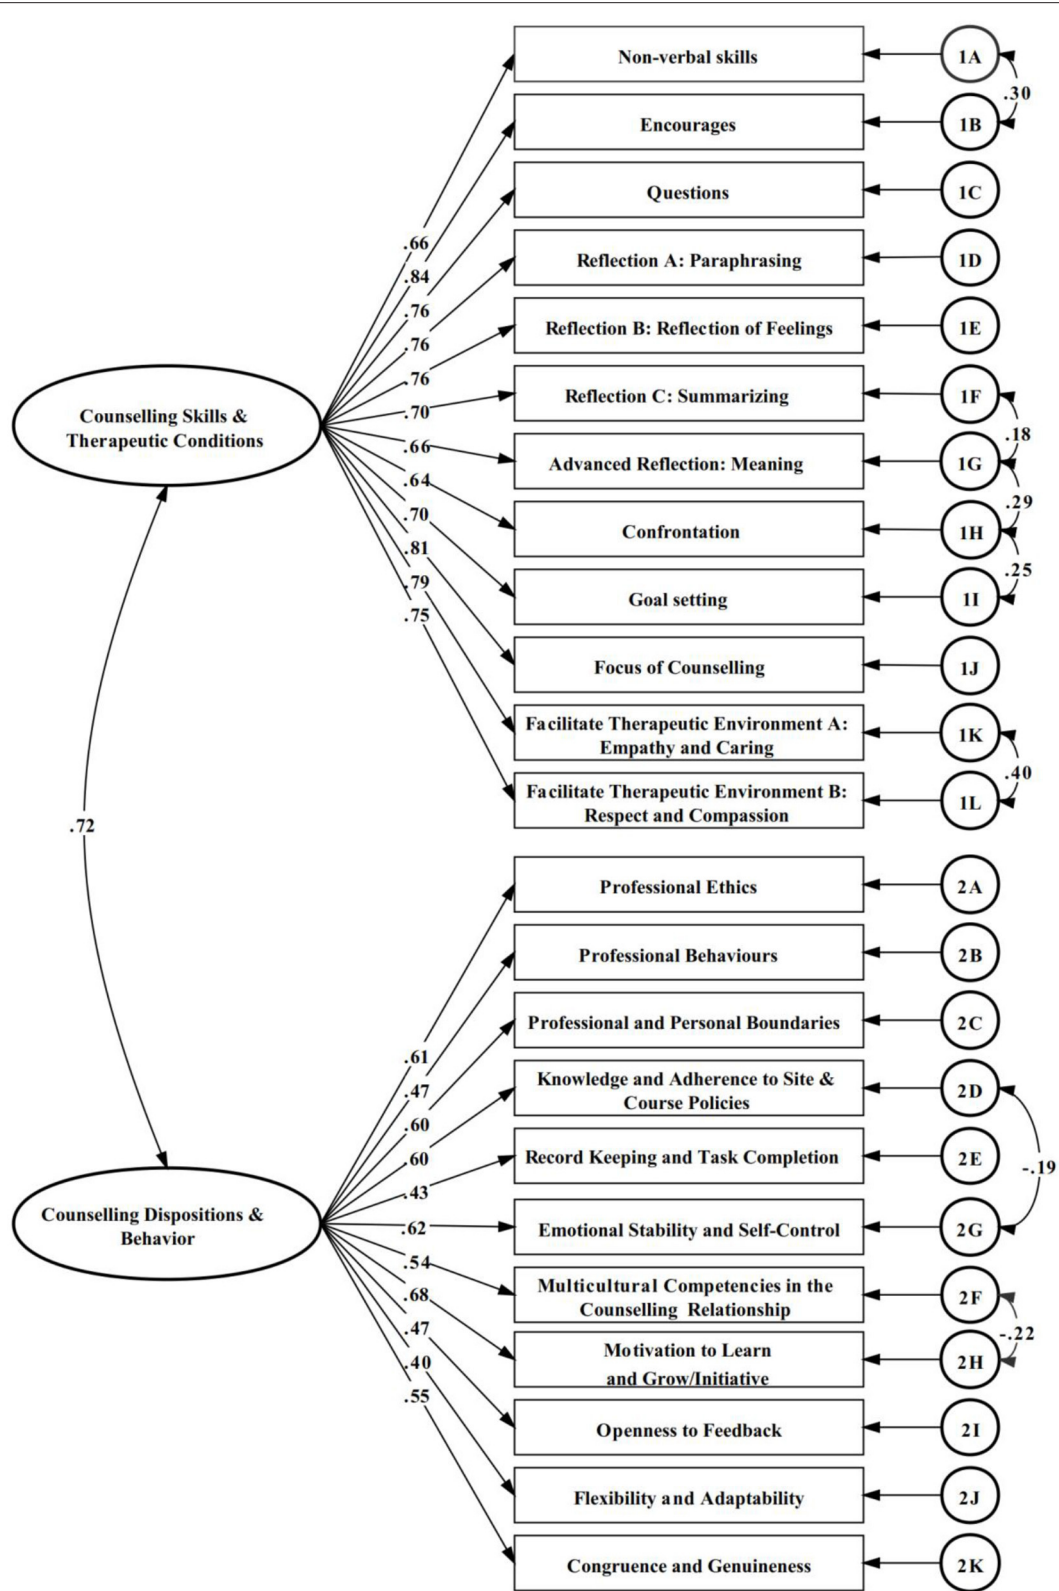 Non-verbal skills
1A
.30
Encourages
1B
Questions
1C
Reflection A: Paraphrasing
1D
Reflection B: Reflection of Feelings
1E
Reflection C: Summarizing
1F
.18
Advanced Reflection: Meaning
1G
.29
Confrontation
1H
.25
Goal setting
1I
Focus of Counselling
1J
Facilitate Therapeutic Environment A:
Empathy and Caring
1K
.40
Facilitate Therapeutic Environment B:
Respect and Compassion
1L
.66
.84
.76
.76
.76
.70
.66
.64
.70
.81
.79
.75
Counselling Skills &
Therapeutic Conditions
.72
Professional Ethics
2A
Professional Behaviours
2B
Professional and Personal Boundaries
2C
Knowledge and Adherence to Site &
Course Policies
2D
-.19
Record Keeping and Task Completion
2E
Emotional Stability and Self-Control
2G
Multicultural Competencies in the
Counselling Relationship
2F
-.22
Motivation to Learn
and Grow/Initiative
2H
Openness to Feedback
2I
Flexibility and Adaptability
2J
Congruence and Genuineness
2K
.61
.47
.60
.60
.43
.62
.54
.68
.47
.40
.55
Counselling Dispositions &
Behavior